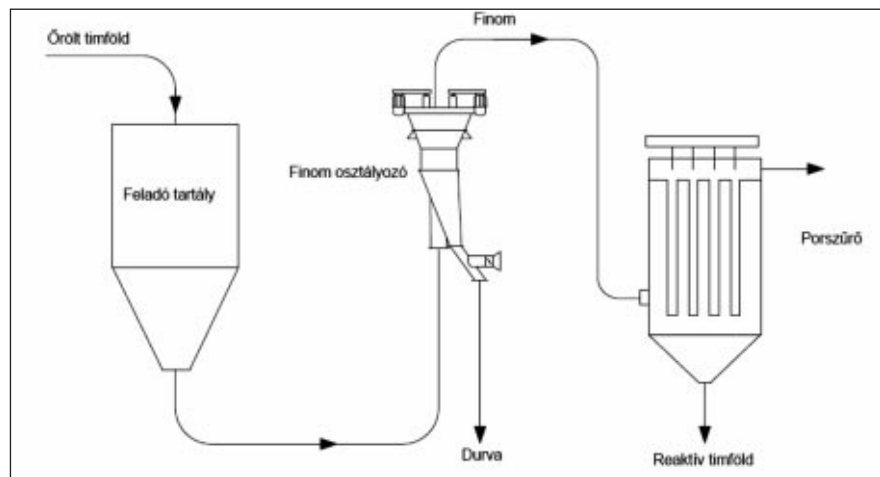 Finom
Őrölt timföld
Finom osztályozó
Feladó tartály
Porszűrő
Durva
Reaktív timföld